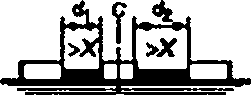 d₁ C d₂
>X >X